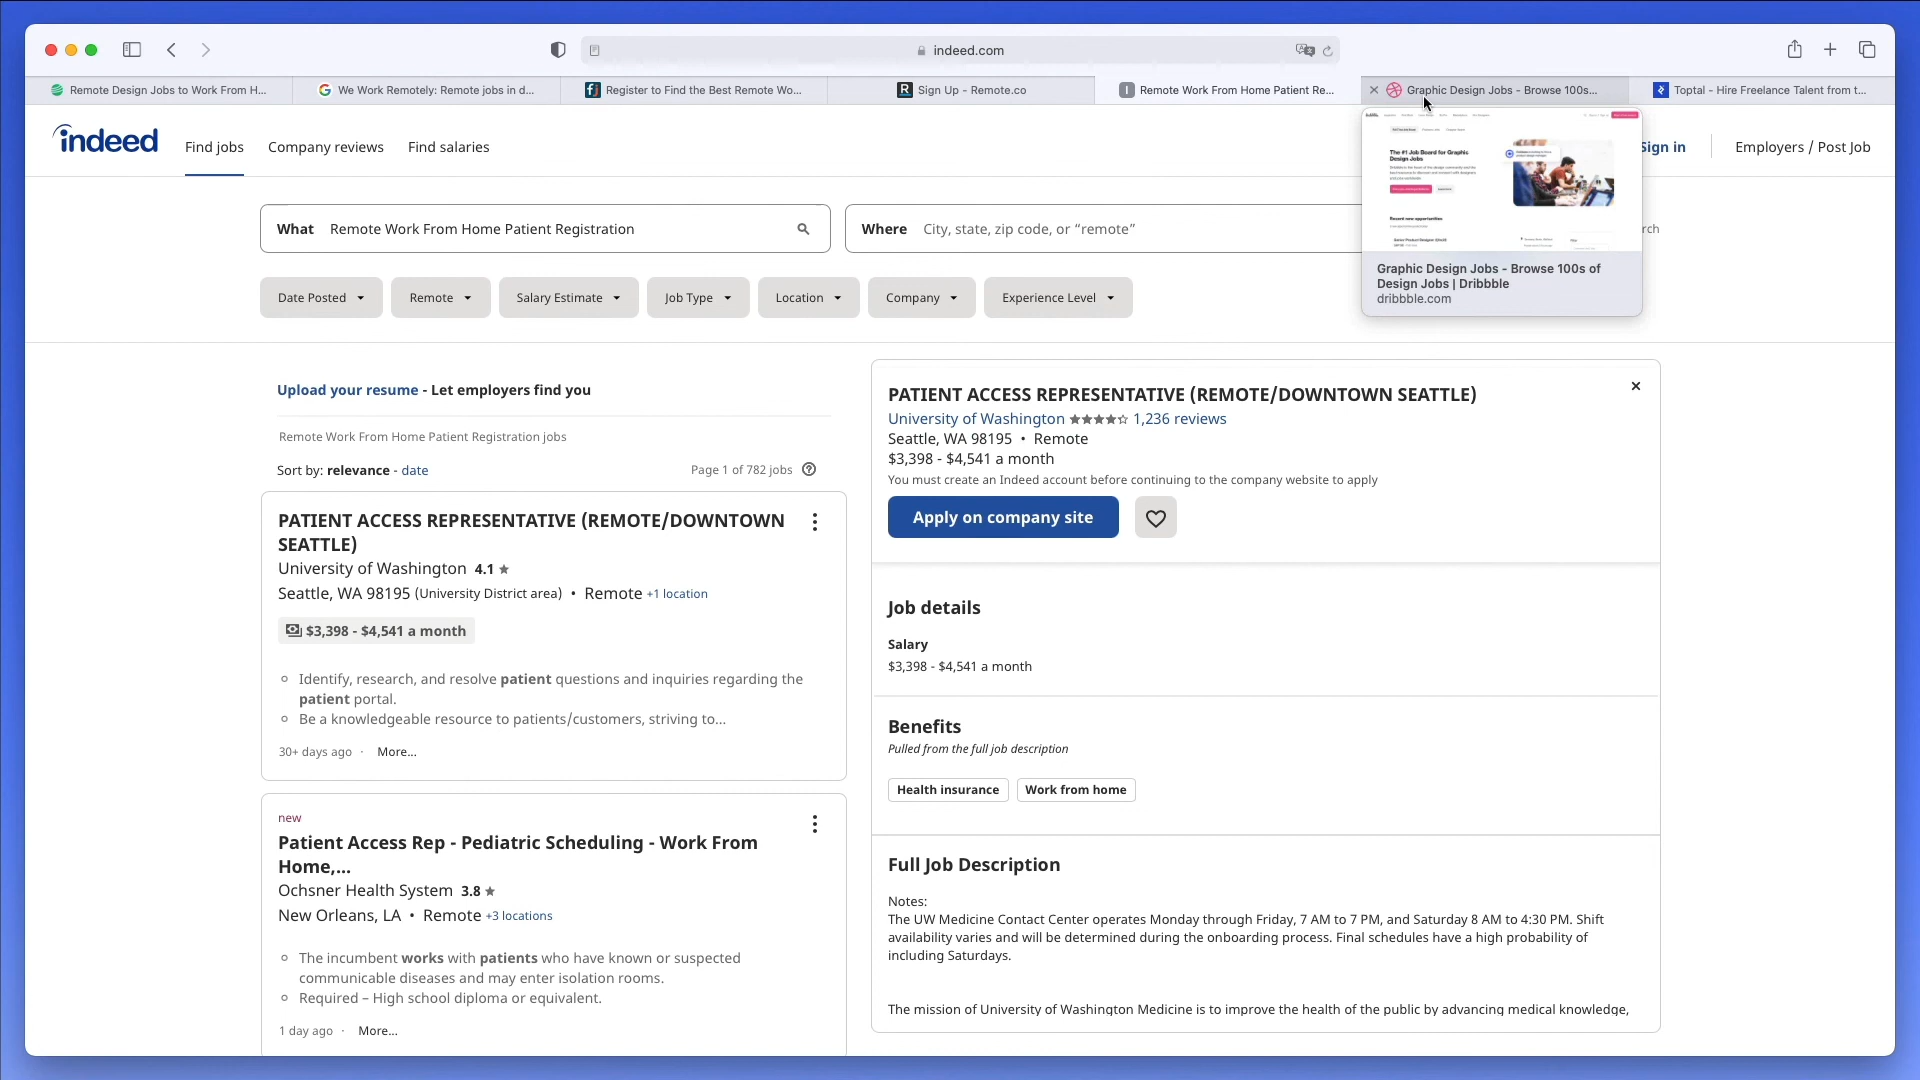 indeed.com
Remote Design Jobs to Work From H...
We Work Remotely: Remote jobs in d...
Register to Find the Best Remote Wo...
Sign Up - Remote.co
Remote Work From Home Patient Re...
Graphic Design Jobs - Browse 100s...
Toptal - Hire Freelance Talent from t...
indeed
Find jobs
Company reviews
Find salaries
Sign in
Employers / Post Job
The #1 Job Board for Graphic
Design Jobs
Recent new opportunities
Graphic Design Jobs - Browse 100s of
Design Jobs | Dribbble
dribbble.com
What Remote Work From Home Patient Registration
Where City, state, zip code, or “remote”
rch
Date Posted
Remote
Salary Estimate
Job Type
Location
Company
Experience Level
Upload your resume - Let employers find you
Remote Work From Home Patient Registration jobs
Sort by: relevance - date
Page 1 of 782 jobs
PATIENT ACCESS REPRESENTATIVE (REMOTE/DOWNTOWN
SEATTLE)
University of Washington 4.1
Seattle, WA 98195 (University District area) • Remote +1 location
$3,398 - $4,541 a month
Identify, research, and resolve patient questions and inquiries regarding the
patient portal.
Be a knowledgeable resource to patients/customers, striving to...
30+ days ago · More...
new
Patient Access Rep - Pediatric Scheduling - Work From
Home,...
Ochsner Health System 3.8
New Orleans, LA • Remote +3 locations
The incumbent works with patients who have known or suspected
communicable diseases and may enter isolation rooms.
Required – High school diploma or equivalent.
1 day ago · More...
PATIENT ACCESS REPRESENTATIVE (REMOTE/DOWNTOWN SEATTLE)
University of Washington 1,236 reviews
Seattle, WA 98195 • Remote
$3,398 - $4,541 a month
You must create an Indeed account before continuing to the company website to apply
Apply on company site
Job details
Salary
$3,398 - $4,541 a month
Benefits
Pulled from the full job description
Health insurance
Work from home
Full Job Description
Notes:
The UW Medicine Contact Center operates Monday through Friday, 7 AM to 7 PM, and Saturday 8 AM to 4:30 PM. Shift
availability varies and will be determined during the onboarding process. Final schedules have a high probability of
including Saturdays.
The mission of University of Washington Medicine is to improve the health of the public by advancing medical knowledge,